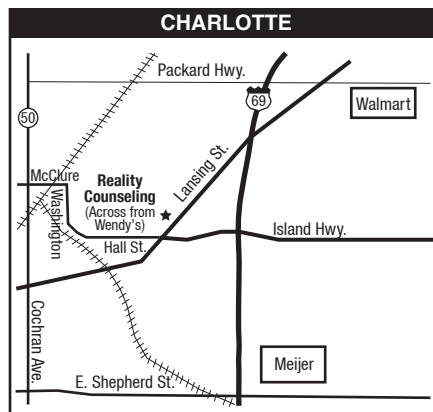 CHARLOTTE
Packard Hwy.
69
Walmart
50
McClure
Reality
Counseling
(Across from
Wendy's)
Lansing St.
Washington
Hall St.
Island Hwy.
Cochran Ave.
Meijer
E. Shepherd St.